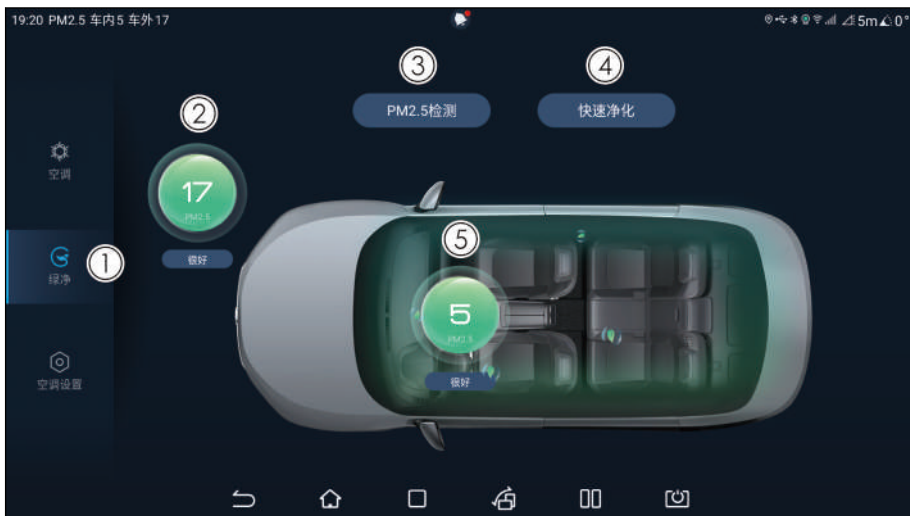 19:20 PM2.5 车内5 车外17
5m 0°
③ ④
PM2.5检测 快速净化
②
17
PM2.5
很好
空调
①
绿净
空调设置
⑤
5
PM2.5
很好